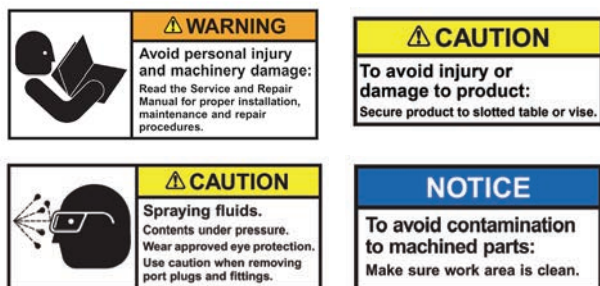 ⚠ WARNING
Avoid personal injury
and machinery damage:
Read the Service and Repair
Manual for proper installation,
maintenance and repair
procedures.
⚠ CAUTION
To avoid injury or
damage to product:
Secure product to slotted table or vise.
⚠ CAUTION
Spraying fluids.
Contents under pressure.
Wear approved eye protection.
Use caution when removing
port plugs and fittings.
NOTICE
To avoid contamination
to machined parts:
Make sure work area is clean.